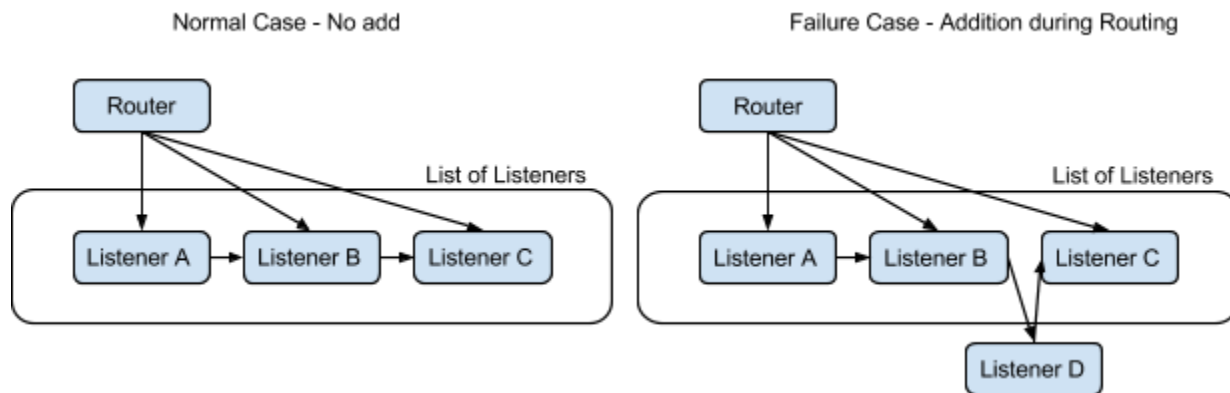 Normal Case - No add
Router
List of Listeners
Listener A
Listener B
Listener C
Failure Case - Addition during Routing
Router
List of Listeners
Listener A
Listener B
Listener C
Listener D